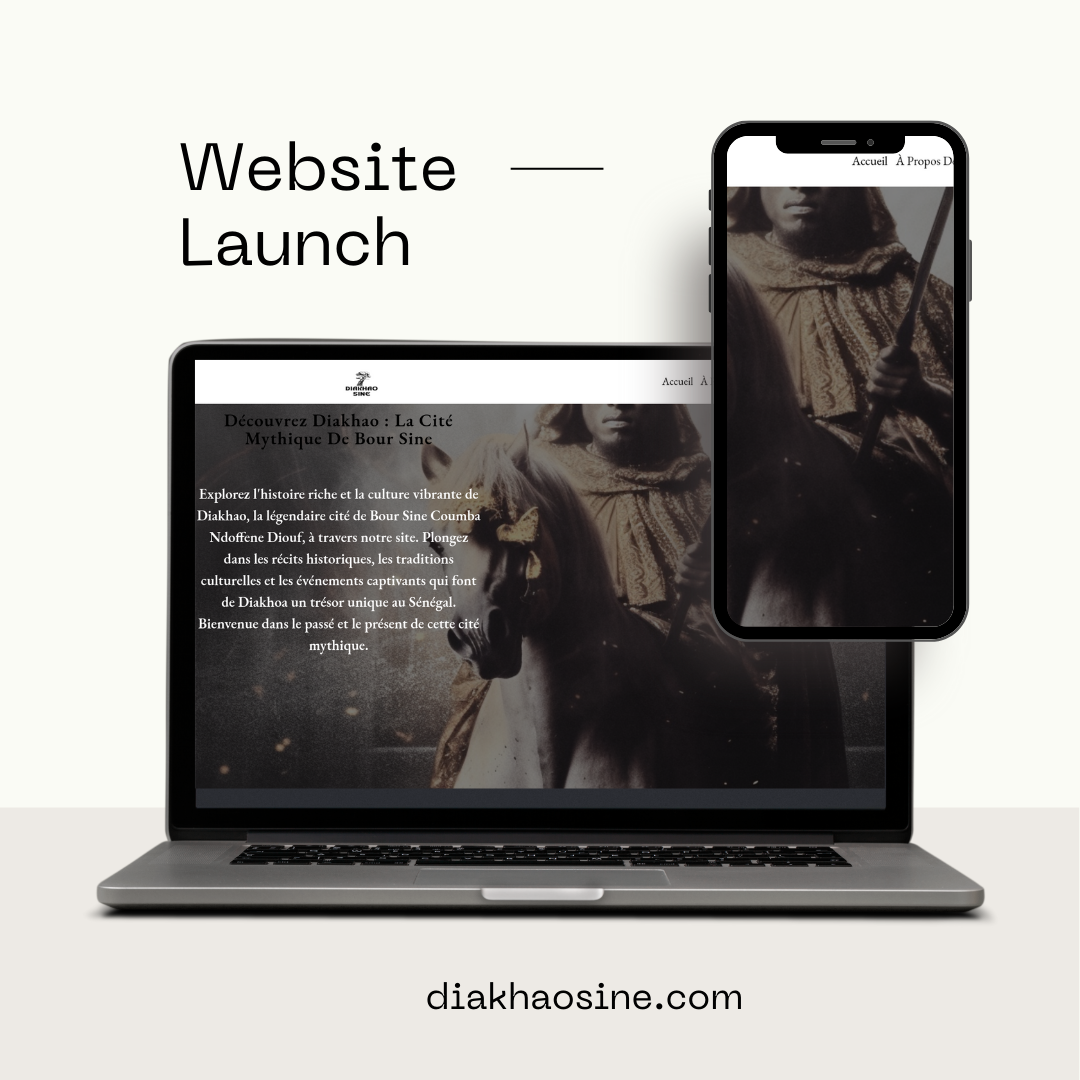 Website
Launch
Accueil À Propos De
DIAKHAO
SINE
Accueil À
Découvrez Diakhao : La Cité
Mythique De Bour Sine
Explorez l'histoire riche et la culture vibrante de
Diakhao, la légendaire cité de Bour Sine Coumba
Ndoffene Diouf, à travers notre site. Plongez
dans les récits historiques, les traditions
culturelles et les événements captivants qui font
de Diakhoa un trésor unique au Sénégal.
Bienvenue dans le passé et le présent de cette cité
mythique.
diakhaosine.com